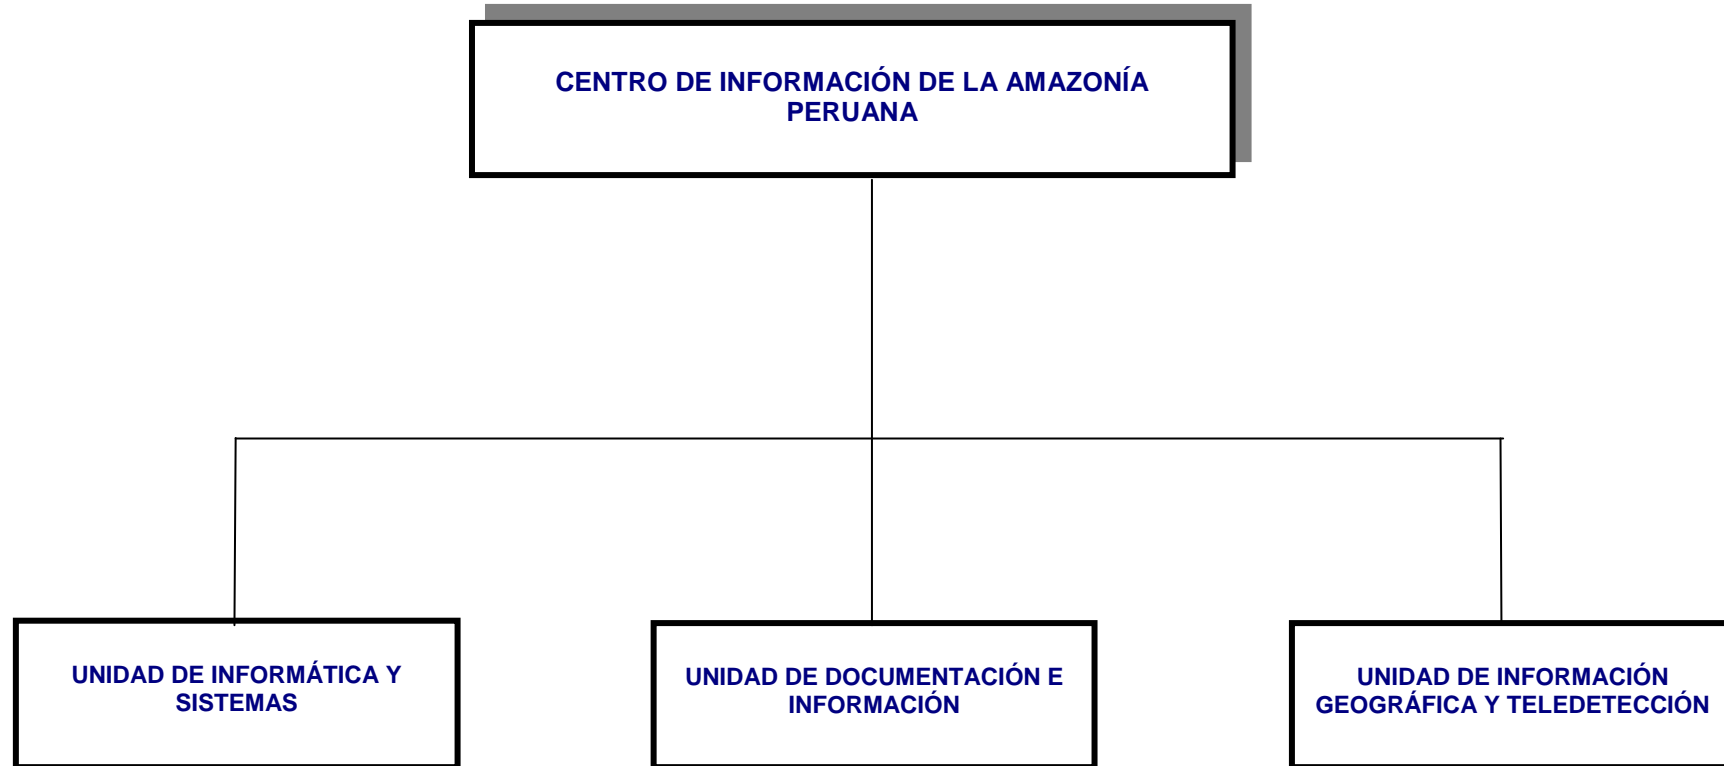 CENTRO DE INFORMACIÓN DE LA AMAZONÍA
PERUANA
UNIDAD DE INFORMÁTICA Y
SISTEMAS
UNIDAD DE DOCUMENTACIÓN E
INFORMACIÓN
UNIDAD DE INFORMACIÓN
GEOGRÁFICA Y TELEDETECCIÓN